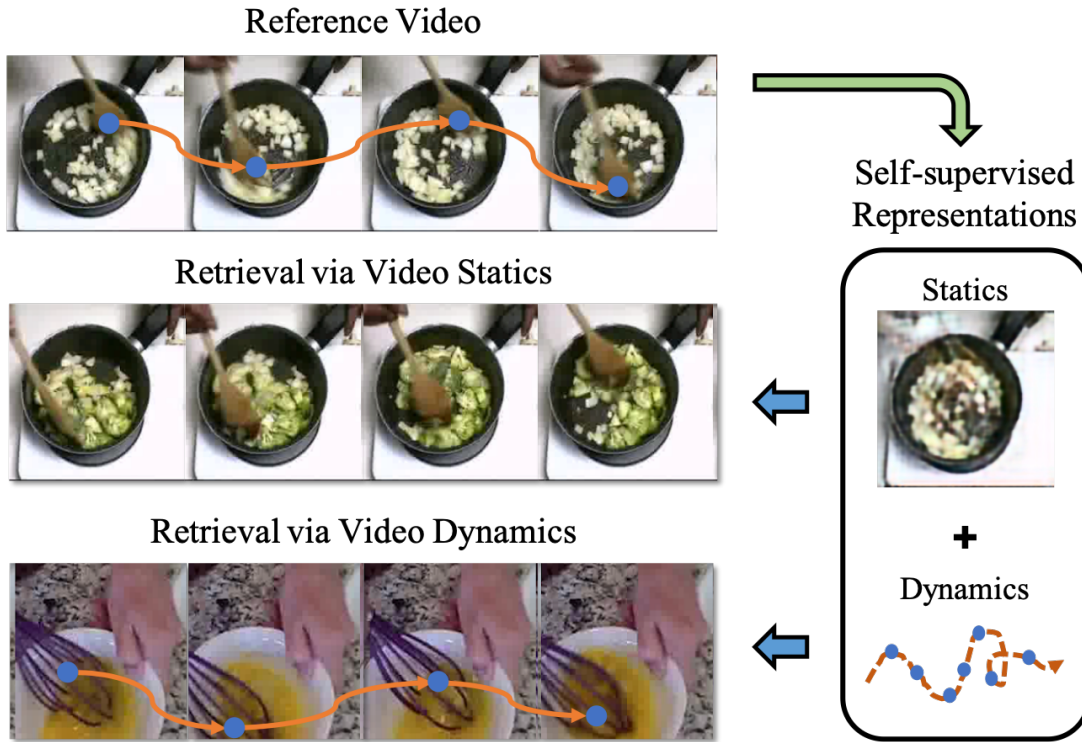 Reference Video
Self-supervised
Representations
Retrieval via Video Statics
Statics
+
Retrieval via Video Dynamics
Dynamics